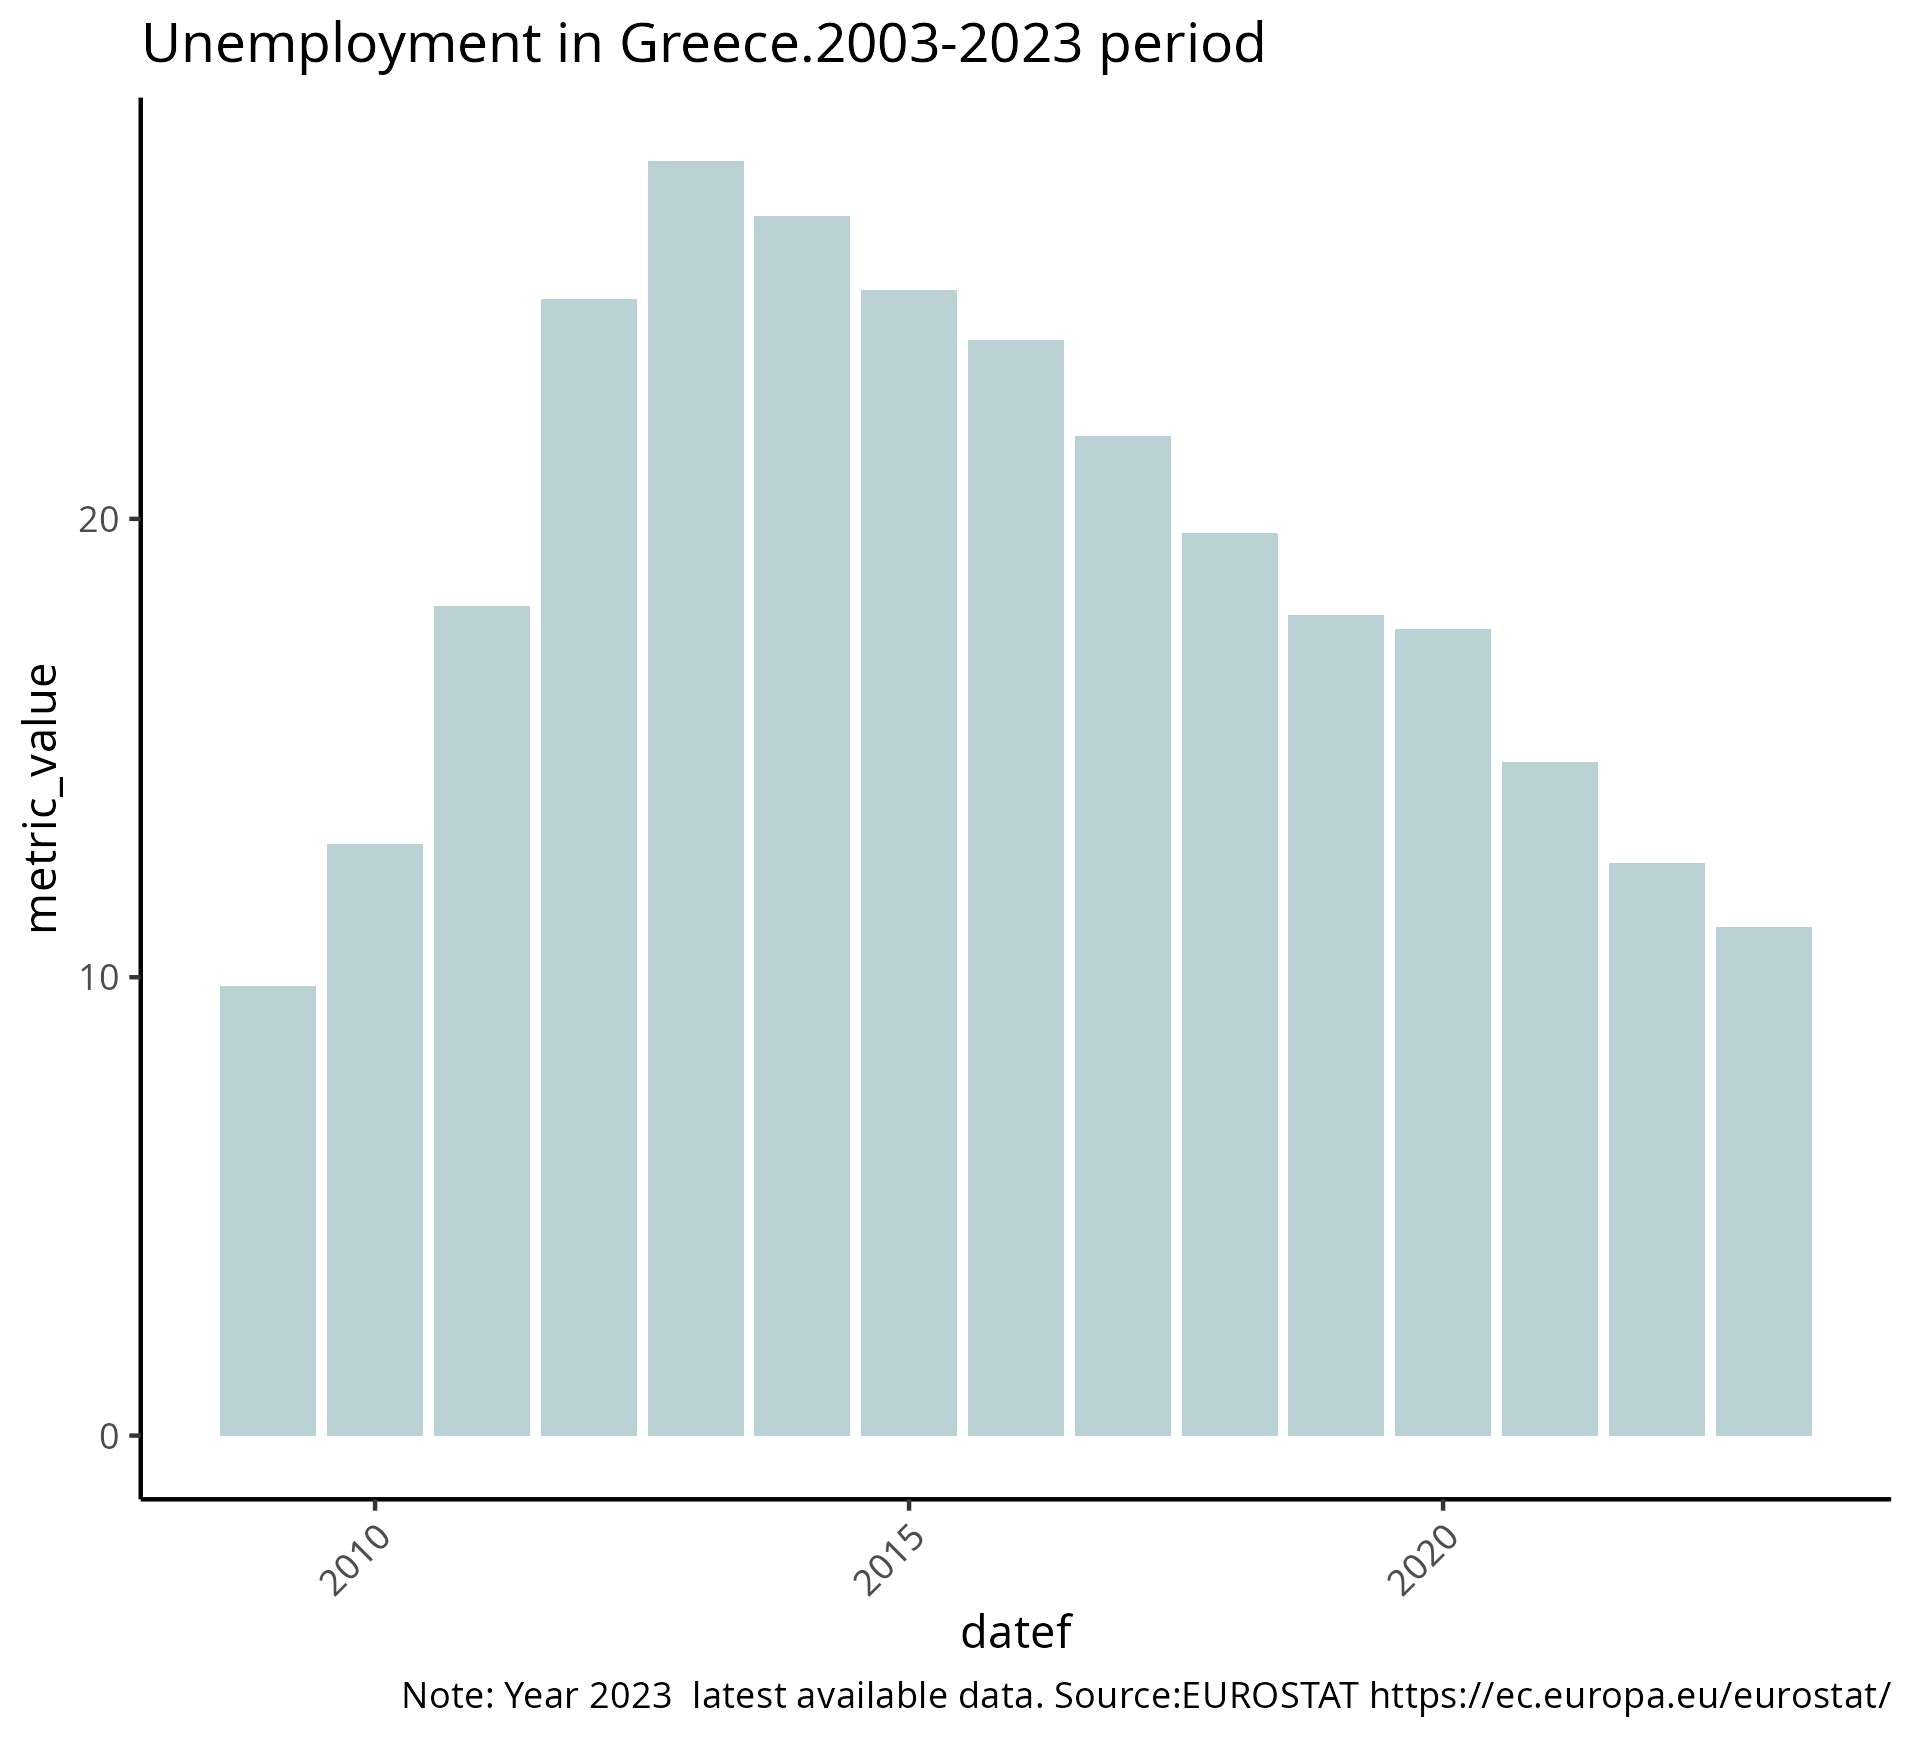 Unemployment in Greece.2003-2023 period
metric_value
20
10
0
2010
2015
2020
datef
Note: Year 2023  latest available data. Source:EUROSTAT https://ec.europa.eu/eurostat/